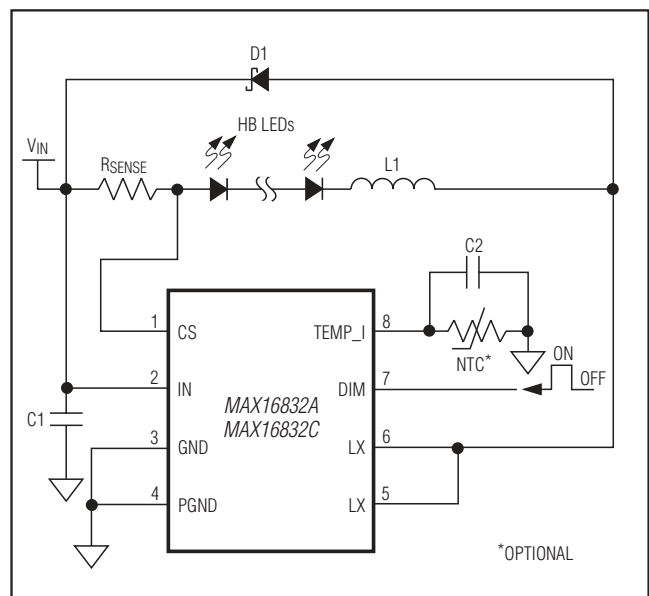 D1
HB LEDs
VIN
RSENSE
L1
C2
1 CS
TEMP_I 8
NTC*
ON
OFF
2 IN
DIM 7
C1
MAX16832A
MAX16832C
3 GND
LX 6
4 PGND
LX 5
*OPTIONAL